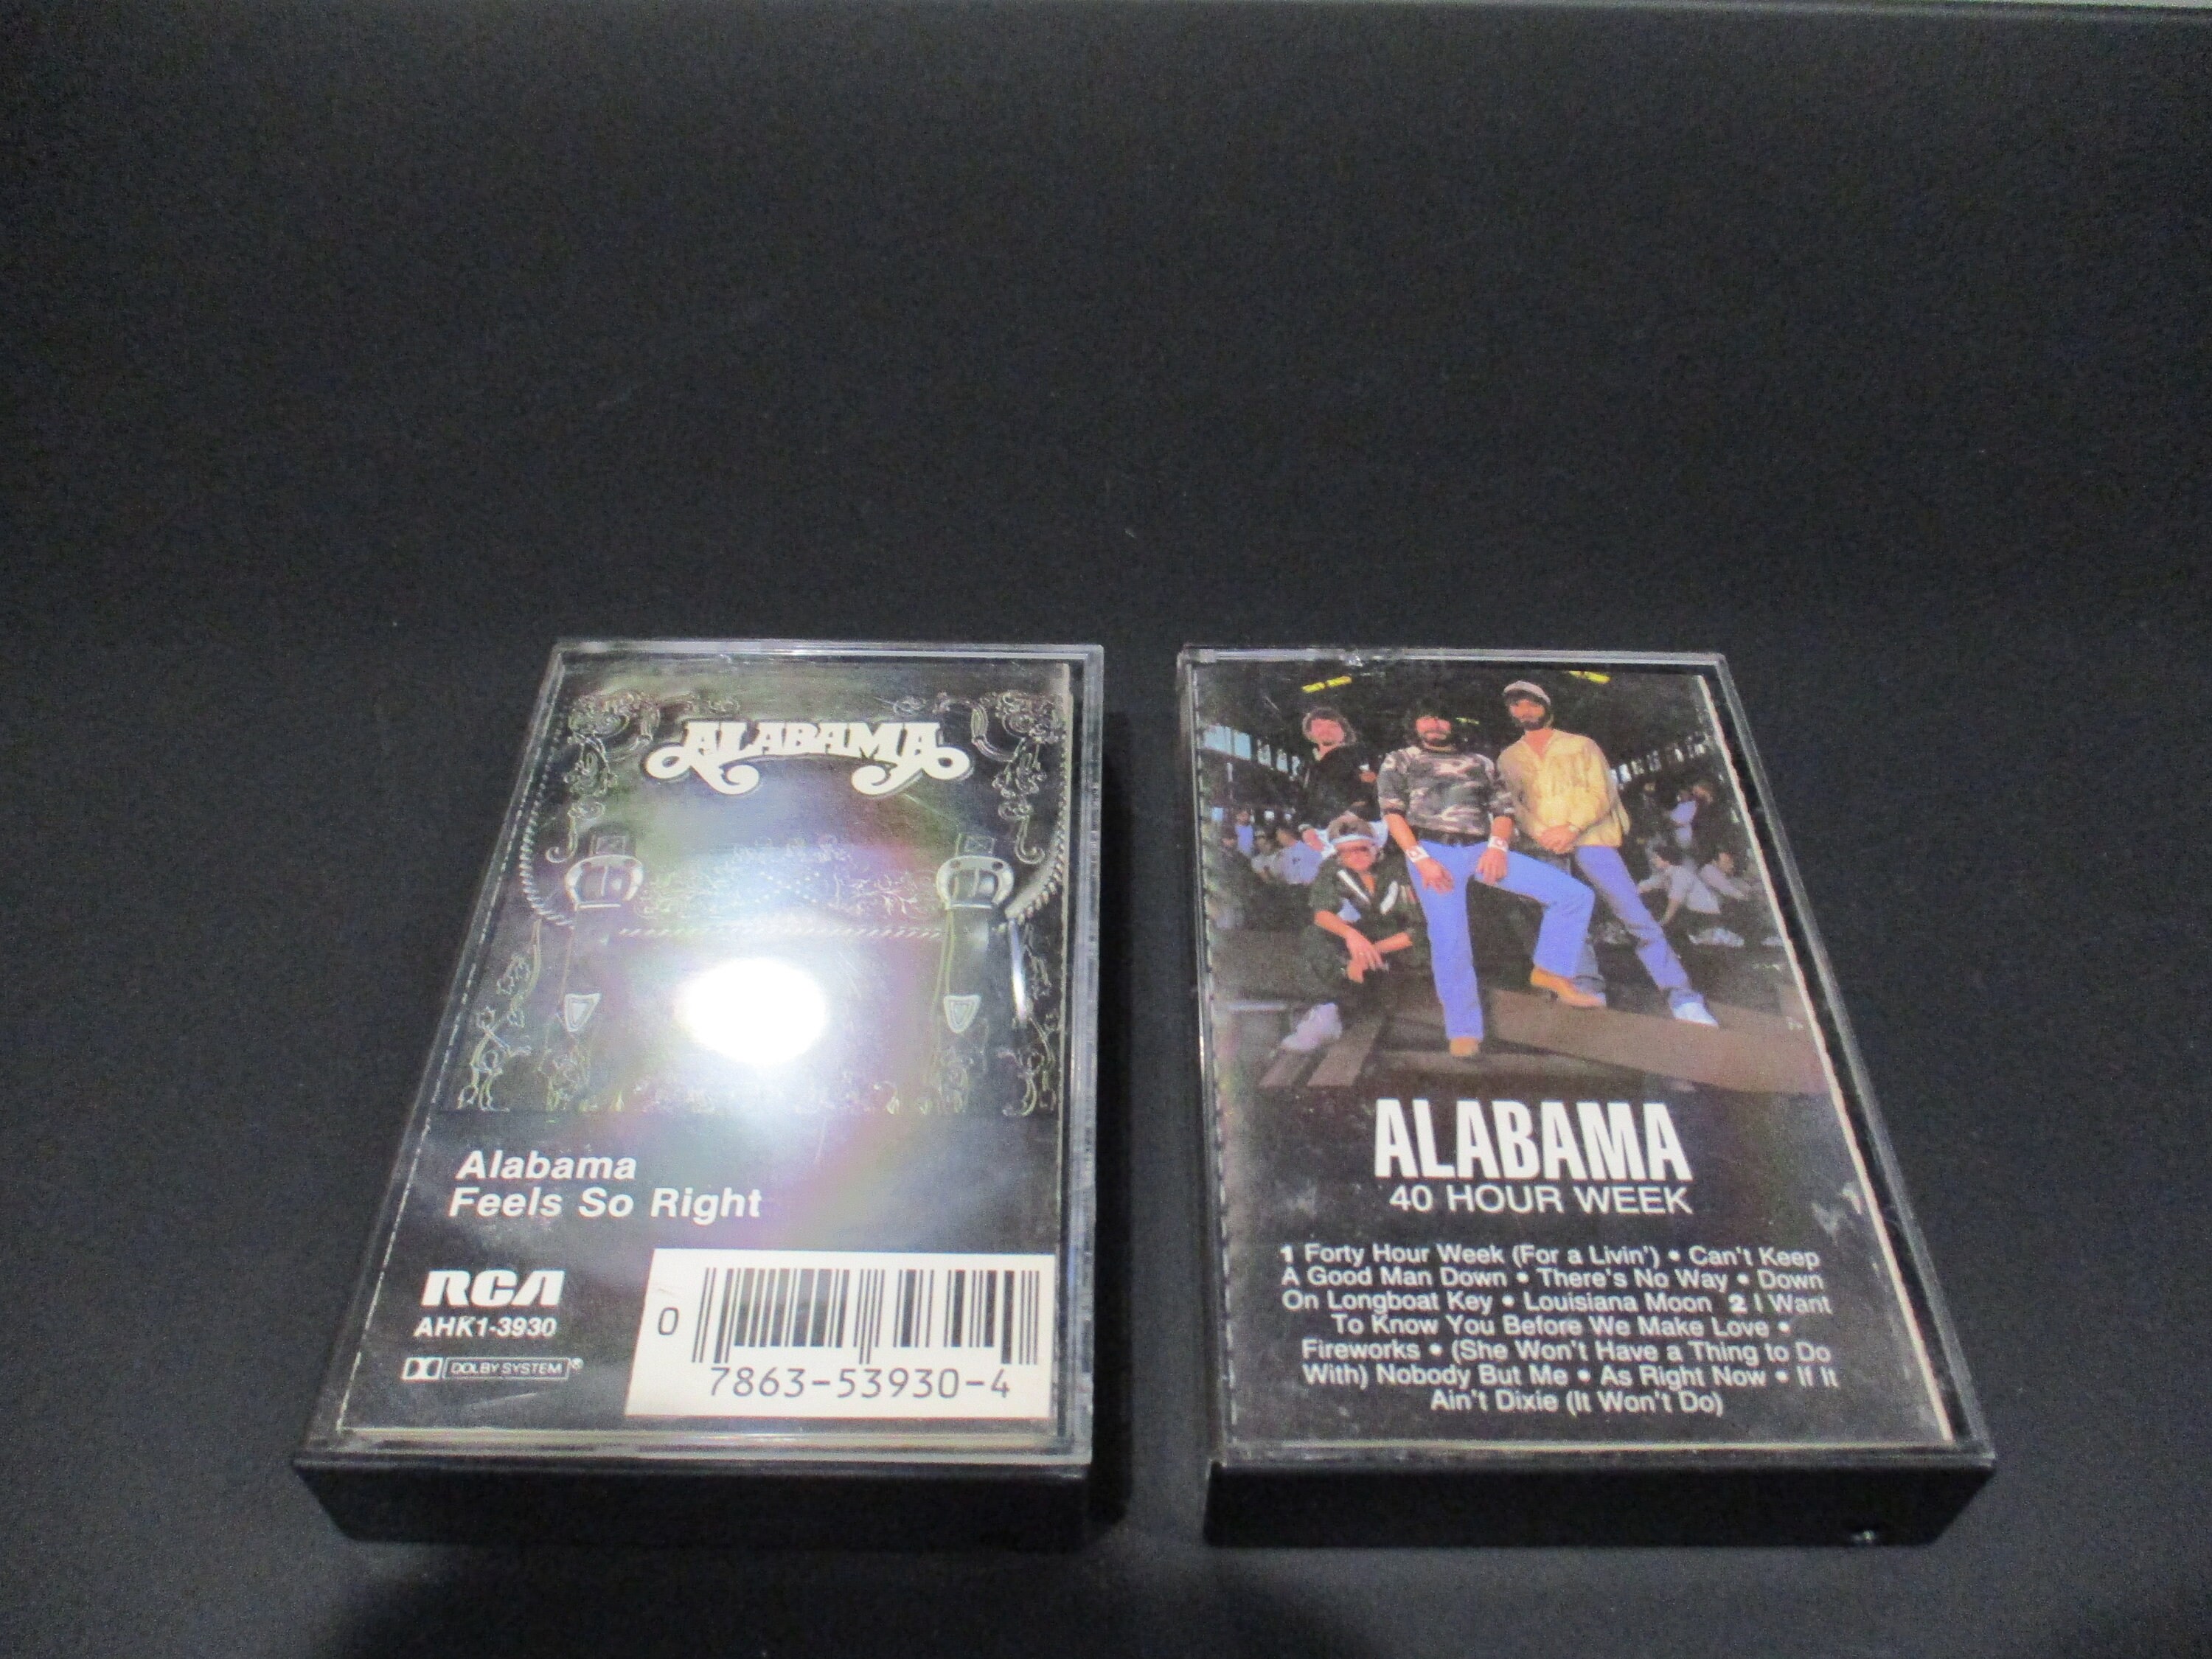 ALABAMA
Alabama
Feels So Right
RCA
AHK1-3930
DOLBY SYSTEM®
0
7863-53930-4
ALABAMA
40 HOUR WEEK
1 Forty Hour Week (For a Livin') • Can't Keep
A Good Man Down • There's No Way • Down
On Longboat Key • Louisiana Moon 2 I Want
To Know You Before We Make Love •
Fireworks • (She Won't Have a Thing to Do
With) Nobody But Me • As Right Now • If It
Ain't Dixie (It Won't Do)